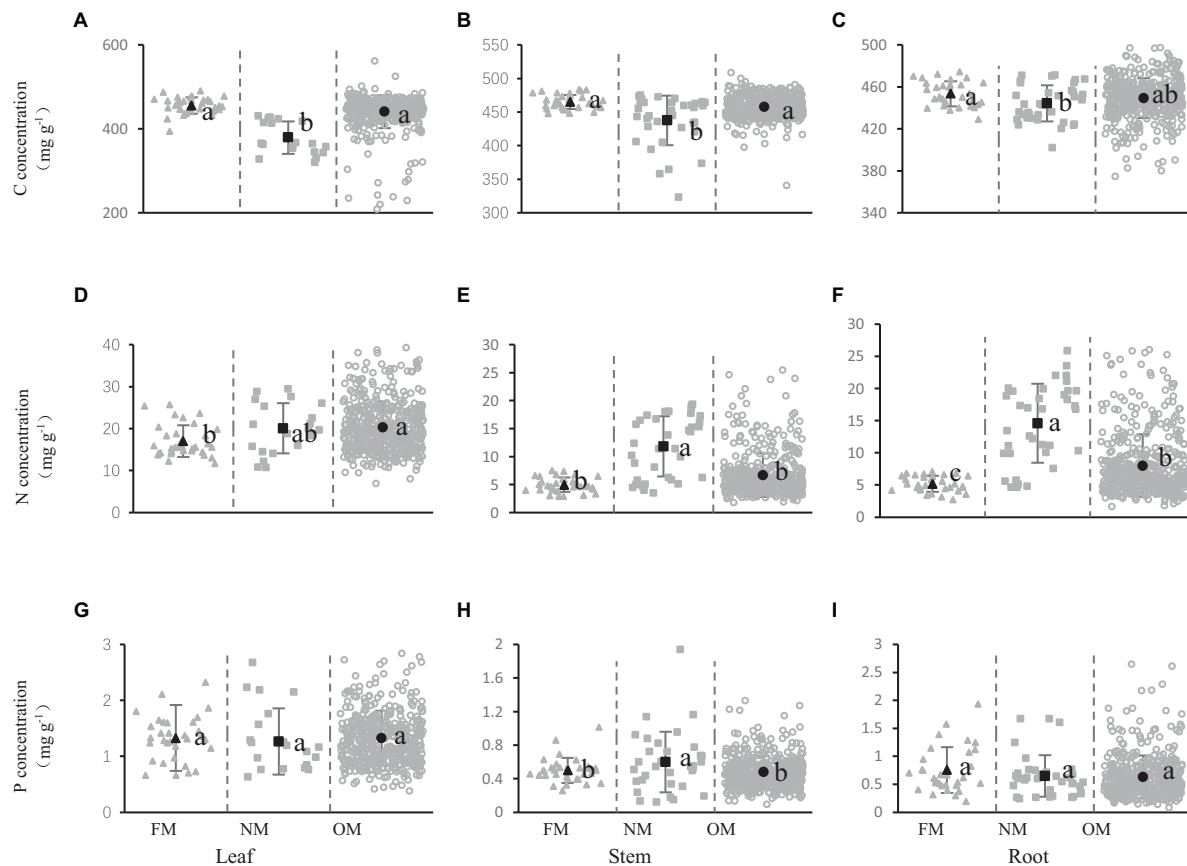 A B C
600 550 500
500
460
a a a a ab
450
400 b b 420
b
400
350 380
200 300 340
C concentration
(mg g-1)
D E F
40 30 30
25 25
30
20 20
20 b ab a 15 a 15 a
10 10
10 b b c b
5 5
0 0 0
N concentration
(mg g-1)
G H I
3 2 3
1.6 2.5
2 2
1.2
1.5
a a a 0.8
1 b a b 1 a a a
0.4 0.5
0 0 0
P concentration
(mg g-1)
FM NM OM FM NM OM FM NM OM
Leaf Stem Root